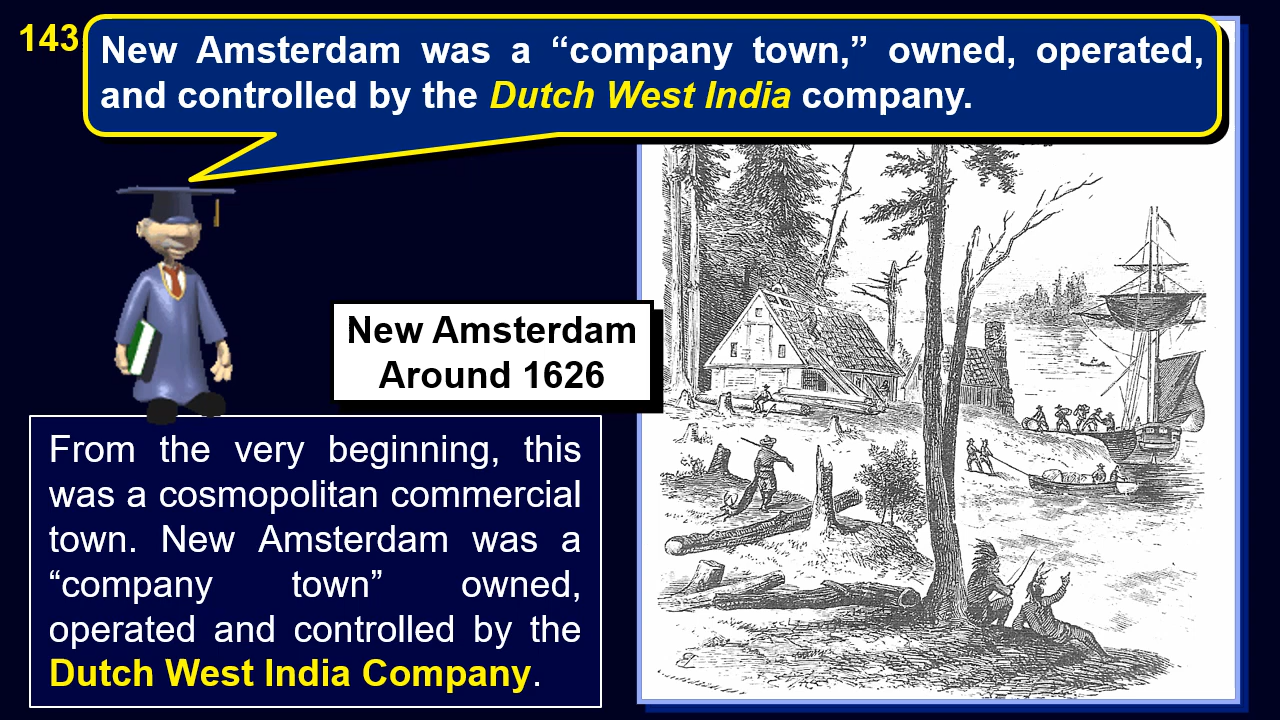 143
New Amsterdam was a “company town,” owned, operated,
and controlled by the Dutch West India company.
New Amsterdam
Around 1626
From the very beginning, this
was a cosmopolitan commercial
town. New Amsterdam was a
“company town” owned,
operated and controlled by the
Dutch West India Company.